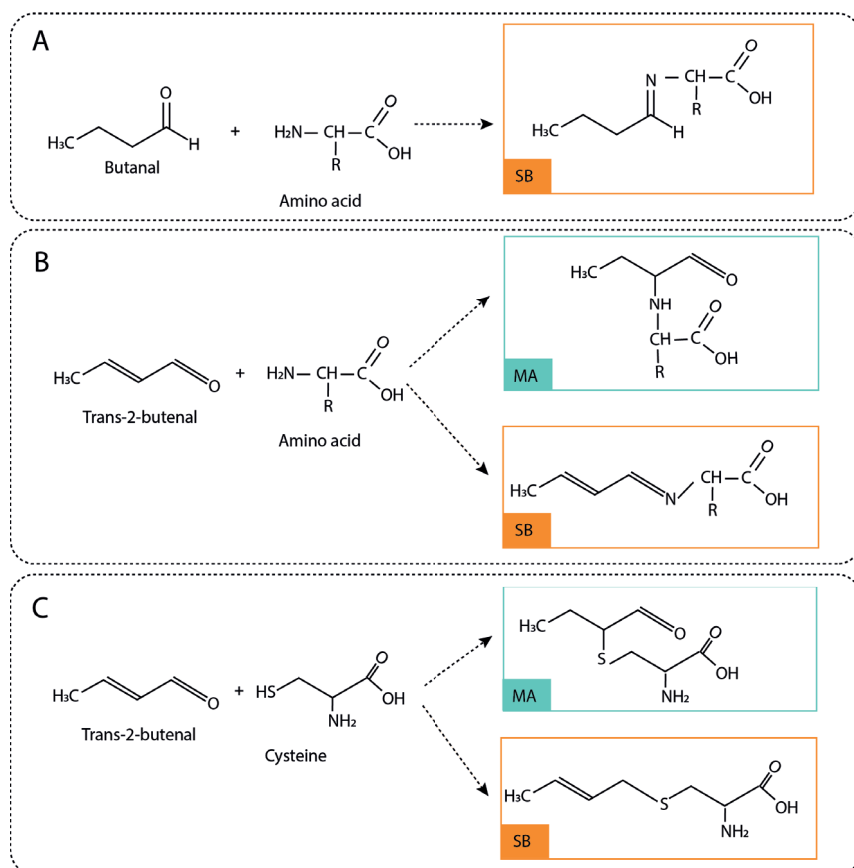 A
O
H₃C
H
Butanal
+
H₂N
CH
C
O
OH
R
Amino acid
N
CH
C
O
OH
R
H₃C
H
SB
B
H₃C
O
Trans-2-butenal
+
H₂N
CH
C
O
OH
R
Amino acid
H₃C
O
NH
CH
C
O
OH
R
MA
H₃C
N
CH
C
O
OH
R
SB
C
H₃C
O
Trans-2-butenal
+
HS
O
OH
NH₂
Cysteine
H₃C
O
S
O
OH
NH₂
MA
H₃C
S
O
OH
NH₂
SB